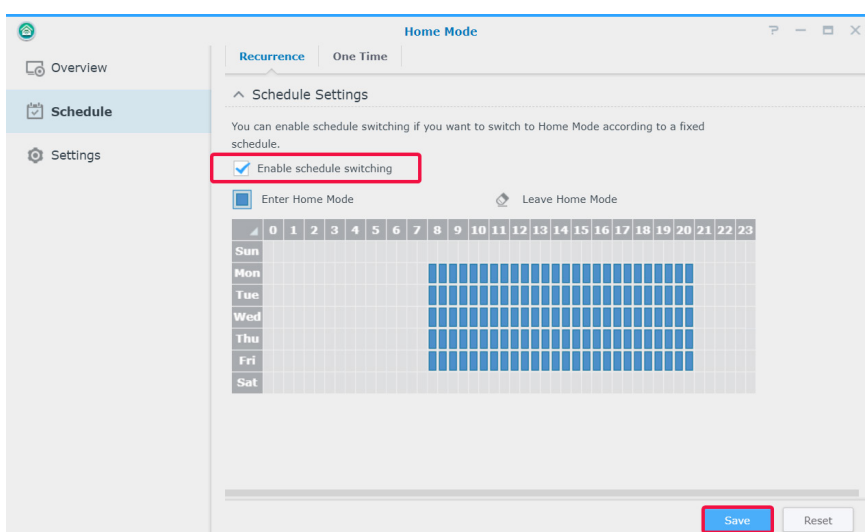 Home Mode
?
Overview
Schedule
Settings
Recurrence One Time
Schedule Settings
You can enable schedule switching if you want to switch to Home Mode according to a fixed
schedule.
Enable schedule switching
Enter Home Mode Leave Home Mode
0 1 2 3 4 5 6 7 8 9 10 11 12 13 14 15 16 17 18 19 20 21 22 23
Sun
Mon
Tue
Wed
Thu
Fri
Sat
Save Reset